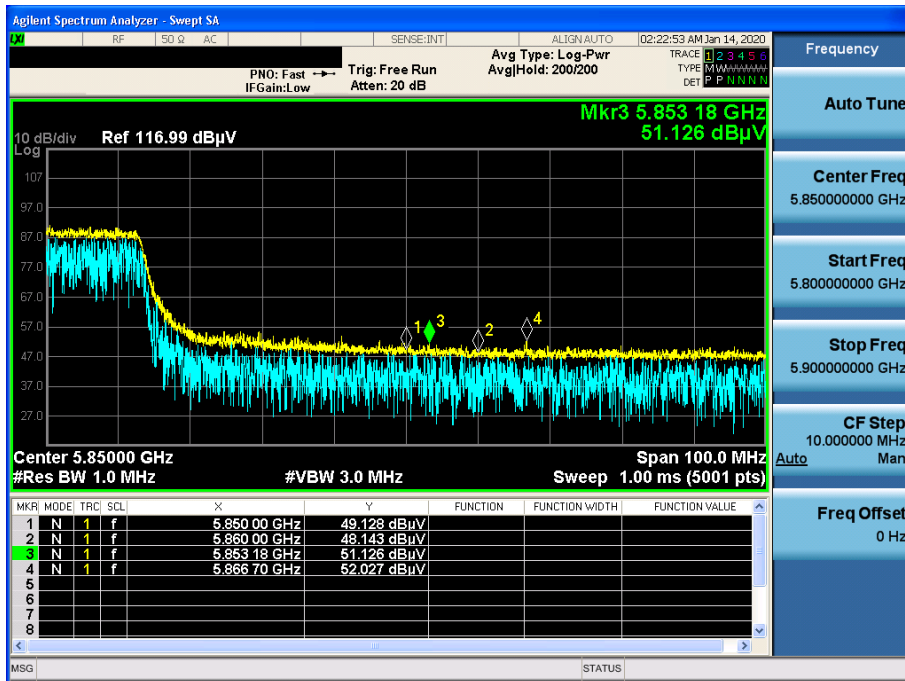 Agilent Spectrum Analyzer - Swept SA
LXI RF 50 Ω AC SENSE:INT ALIGN AUTO 02:22:53 AM Jan 14, 2020
Frequency
PNO: Fast
IFGain:Low
Trig: Free Run
Atten: 20 dB
Avg Type: Log-Pwr
Avg|Hold: 200/200
TRACE 1 2 3 4 5 6
TYPE M W W W W W
DET P P N N N N
Auto Tune
Mkr3 5.853 18 GHz
51.126 dBµV
10 dB/div Ref 116.99 dBµV
Log
107
97.0
87.0
77.0
67.0
57.0
47.0
37.0
27.0
1 3 2 4
Center 5.85000 GHz Span 100.0 MHz
#Res BW 1.0 MHz #VBW 3.0 MHz Sweep 1.00 ms (5001 pts)
Center Freq
5.850000000 GHz
Start Freq
5.800000000 GHz
Stop Freq
5.900000000 GHz
CF Step
10.000000 MHz
Auto Man
Freq Offset
0 Hz
MKR MODE TRC SCL X Y FUNCTION FUNCTION WIDTH FUNCTION VALUE
1 N 1 f 5.850 00 GHz 49.128 dBµV
2 N 1 f 5.860 00 GHz 48.143 dBµV
3 N 1 f 5.853 18 GHz 51.126 dBµV
4 N 1 f 5.866 70 GHz 52.027 dBµV
5
6
7
8
MSG STATUS